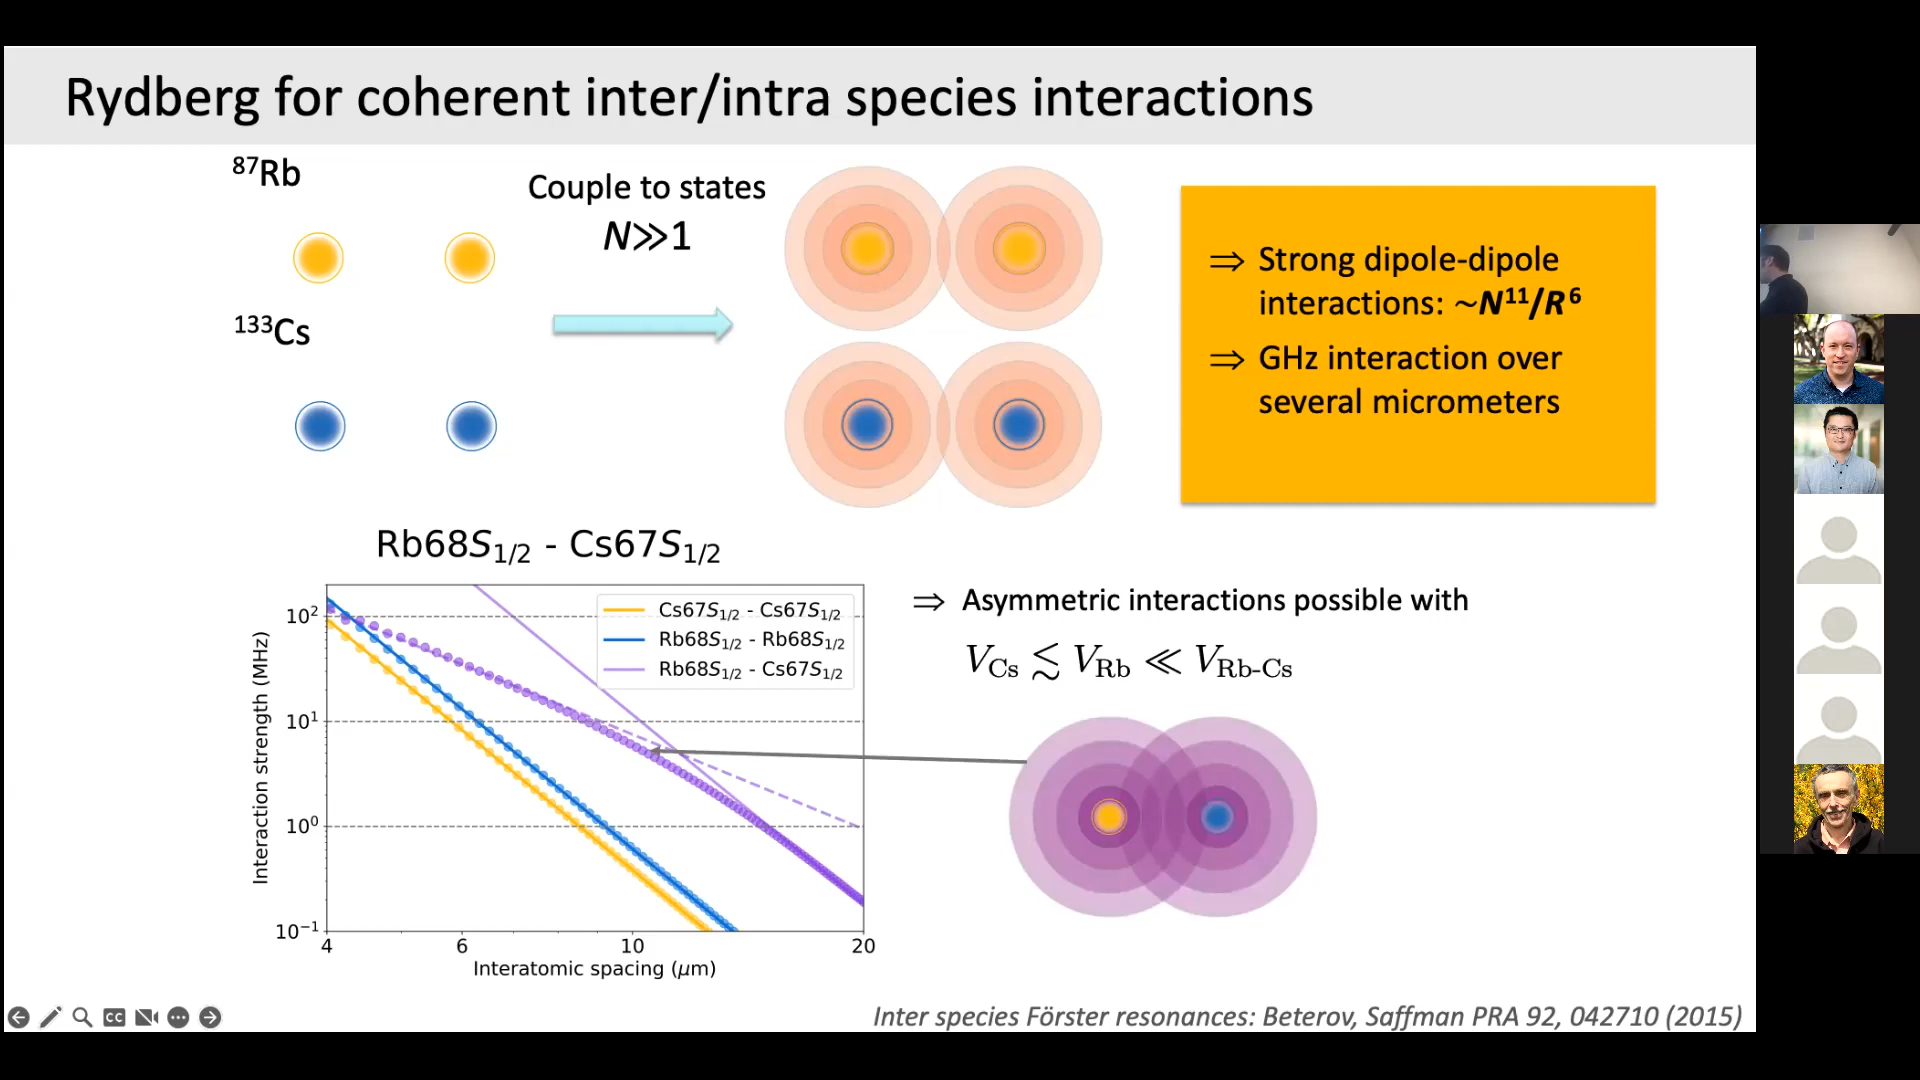 Rydberg for coherent inter/intra species interactions
⁸⁷Rb
¹³³Cs
Couple to states
N≫1
⇒ Strong dipole-dipole
interactions: ~N¹¹/R⁶
⇒ GHz interaction over
several micrometers
Rb68S₁/₂ - Cs67S₁/₂
Cs67S₁/₂ - Cs67S₁/₂
Rb68S₁/₂ - Rb68S₁/₂
Rb68S₁/₂ - Cs67S₁/₂
Interaction strength (MHz)
10²
10¹
10⁰
10⁻¹
4 6 10 20
Interatomic spacing (μm)
⇒ Asymmetric interactions possible with
V_Cs ≲ V_Rb ≪ V_Rb-Cs
CC
Inter species Förster resonances: Beterov, Saffman PRA 92, 042710 (2015)